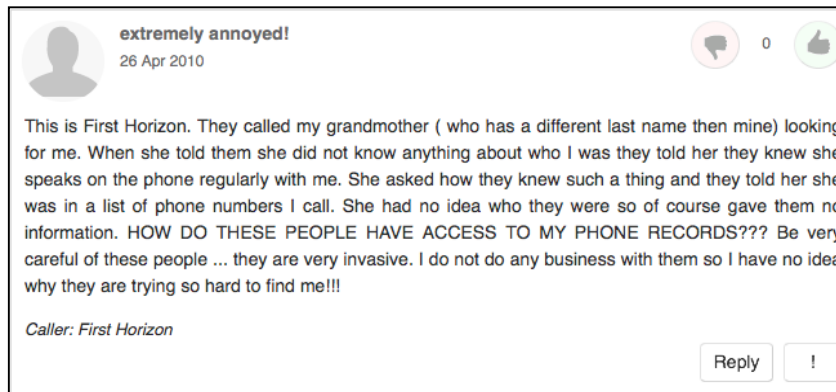 extremely annoyed!
26 Apr 2010
0
This is First Horizon. They called my grandmother ( who has a different last name then mine) looking
for me. When she told them she did not know anything about who I was they told her they knew she
speaks on the phone regularly with me. She asked how they knew such a thing and they told her she
was in a list of phone numbers I call. She had no idea who they were so of course gave them no
information. HOW DO THESE PEOPLE HAVE ACCESS TO MY PHONE RECORDS??? Be very
careful of these people ... they are very invasive. I do not do any business with them so I have no idea
why they are trying so hard to find me!!!
Caller: First Horizon
Reply !